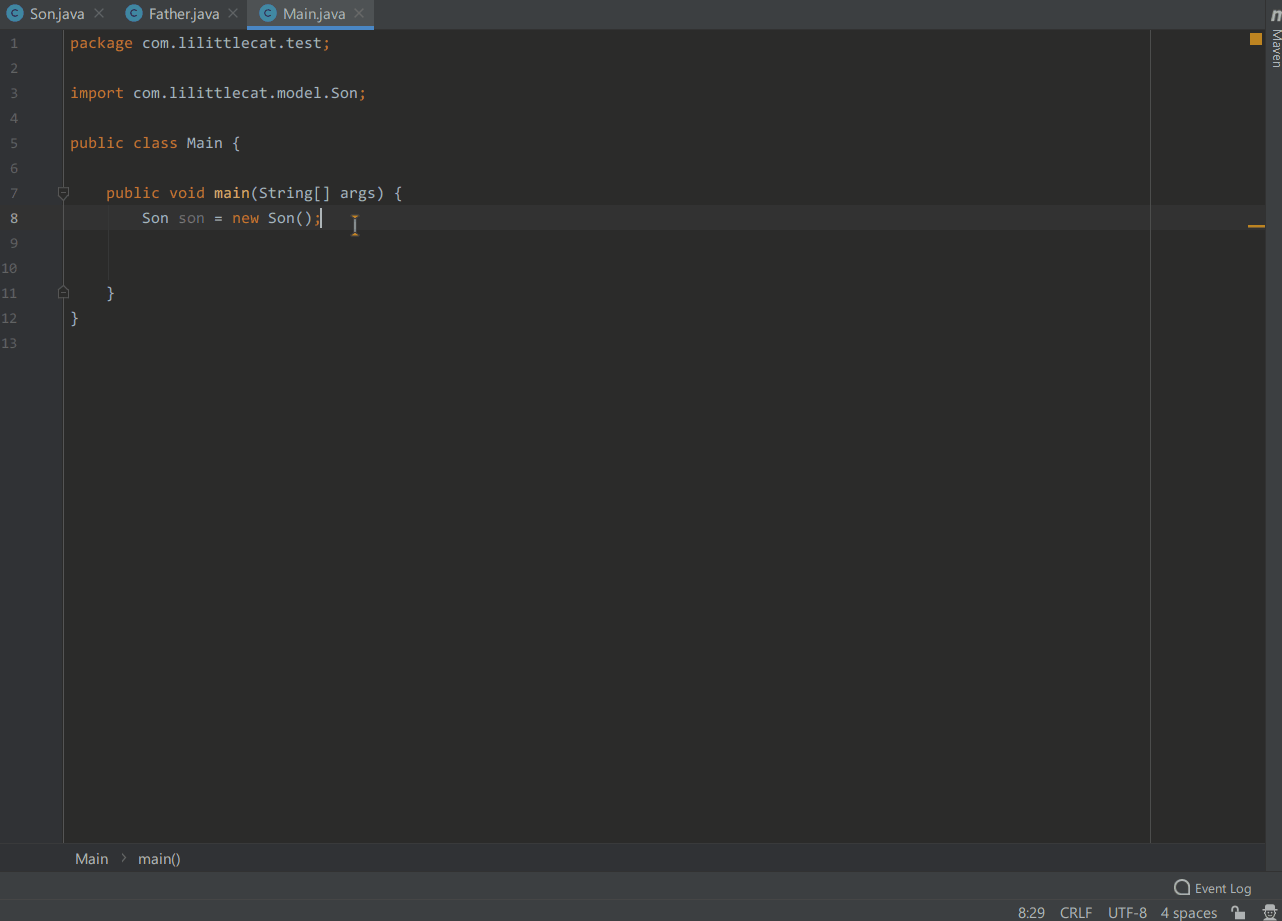 Son.java Father.java Main.java
Maven
1 package com.lilittlecat.test;
2
3 import com.lilittlecat.model.Son;
4
5 public class Main {
6
7 public void main(String[] args) {
8 Son son = new Son();
9
10
11 }
12 }
13
Main > main()
Event Log
8:29 CRLF UTF-8 4 spaces